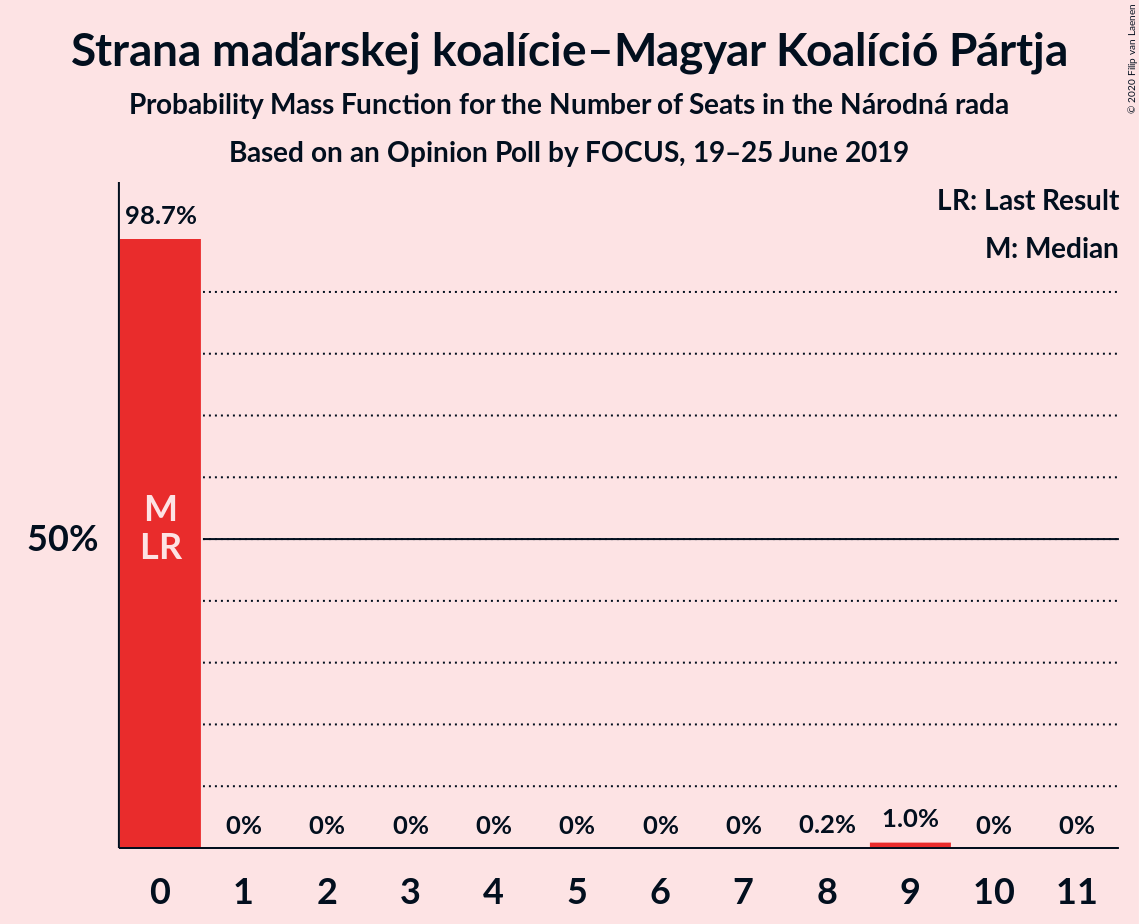 Strana maďarskej koalície–Magyar Koalíció Pártja
Probability Mass Function for the Number of Seats in the Národná rada
Based on an Opinion Poll by FOCUS, 19–25 June 2019
© 2020 Filip van Laenen
LR: Last Result
M: Median
98.7%
M
LR
50%
0% 0% 0% 0% 0% 0% 0% 0.2% 1.0% 0% 0%
0 1 2 3 4 5 6 7 8 9 10 11